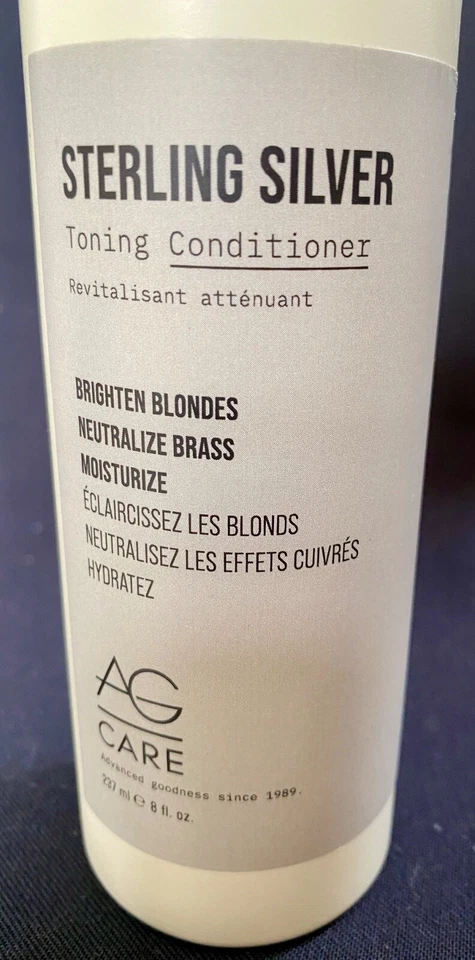 STERLING SILVER
Toning Conditioner
Revitalisant atténuant
BRIGHTEN BLONDES
NEUTRALIZE BRASS
MOISTURIZE
ÉCLAIRCISSEZ LES BLONDS
NEUTRALISEZ LES EFFETS CUIVRÉS
HYDRATEZ
AG
CARE
Advanced goodness since 1989.
237 ml ℮ 8 fl. oz.